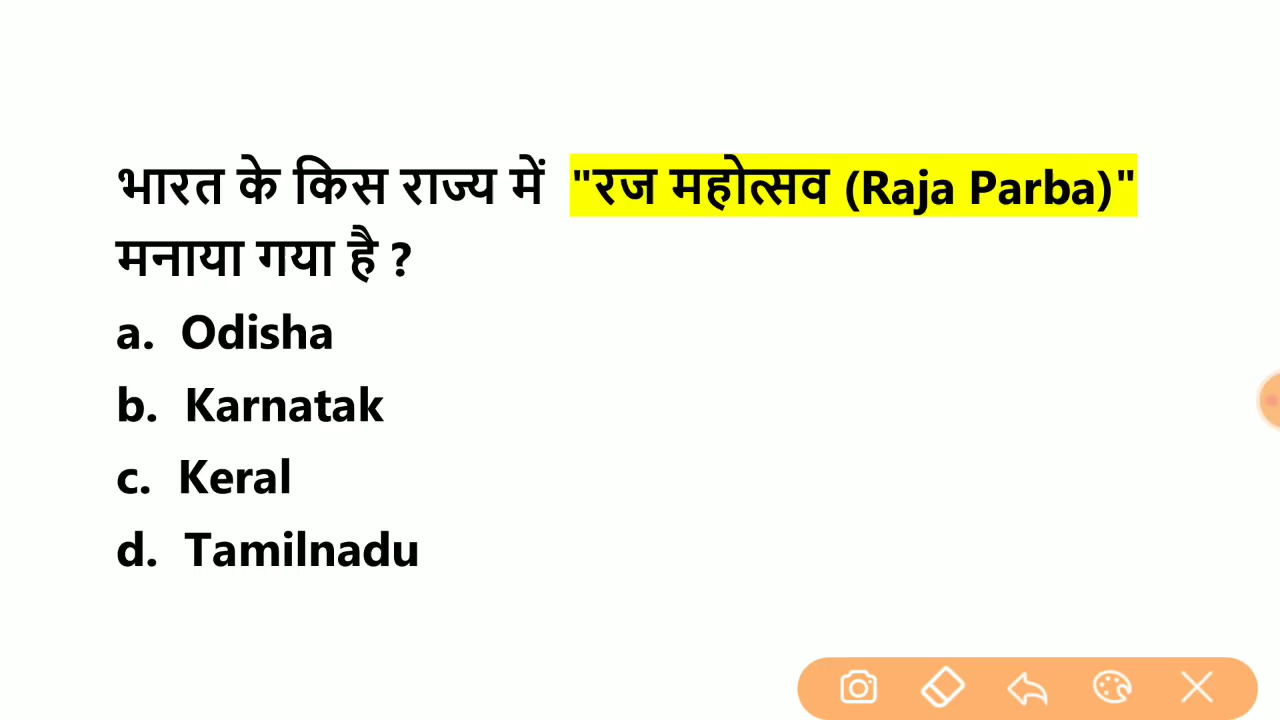 भारत के किस राज्य में "रज महोत्सव (Raja Parba)"
मनाया गया है ?
a. Odisha
b. Karnatak
c. Keral
d. Tamilnadu